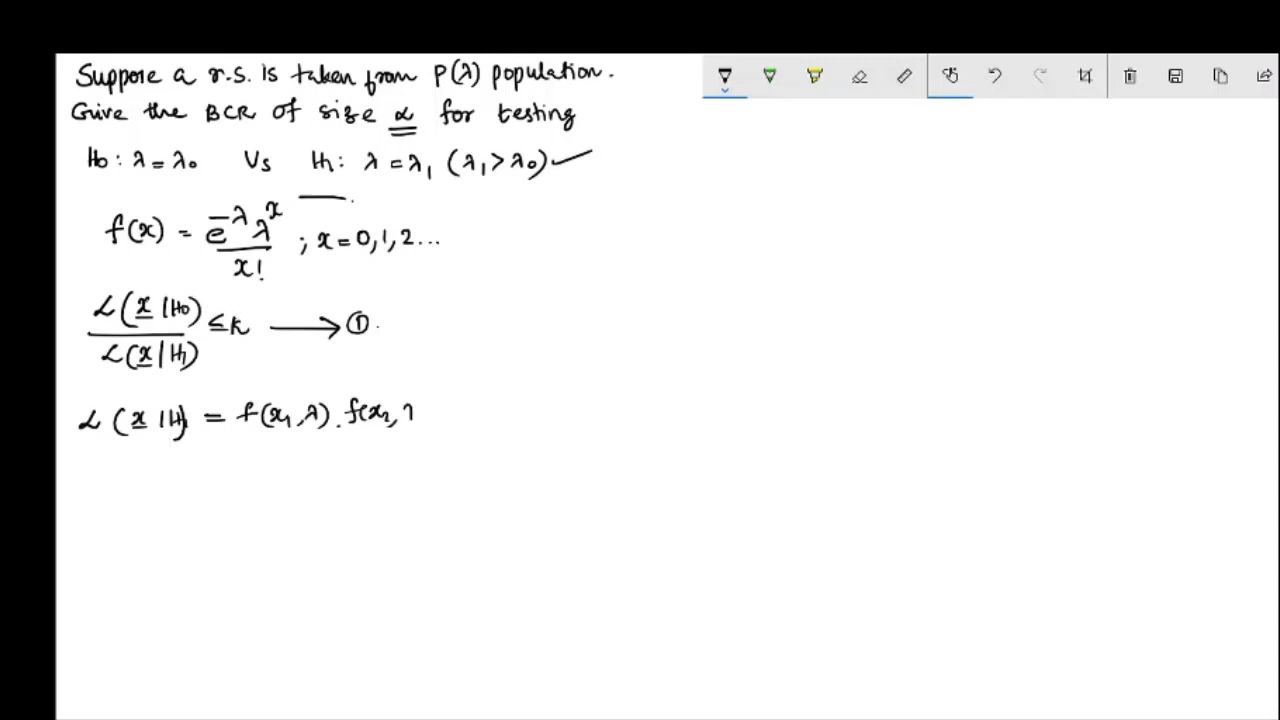 Suppose a r.s. is taken from P(λ) population.
Give the BCR of size α for testing
H0 : λ = λ0 Vs H1 : λ = λ1 (λ1 > λ0)
f(x) = e^-λ λ^x / x! ; x = 0, 1, 2 ...
L(x | H0) / L(x | H1) ≤ k ⟶ ①.
L(x | H) = f(x1, λ) . f(x2, λ